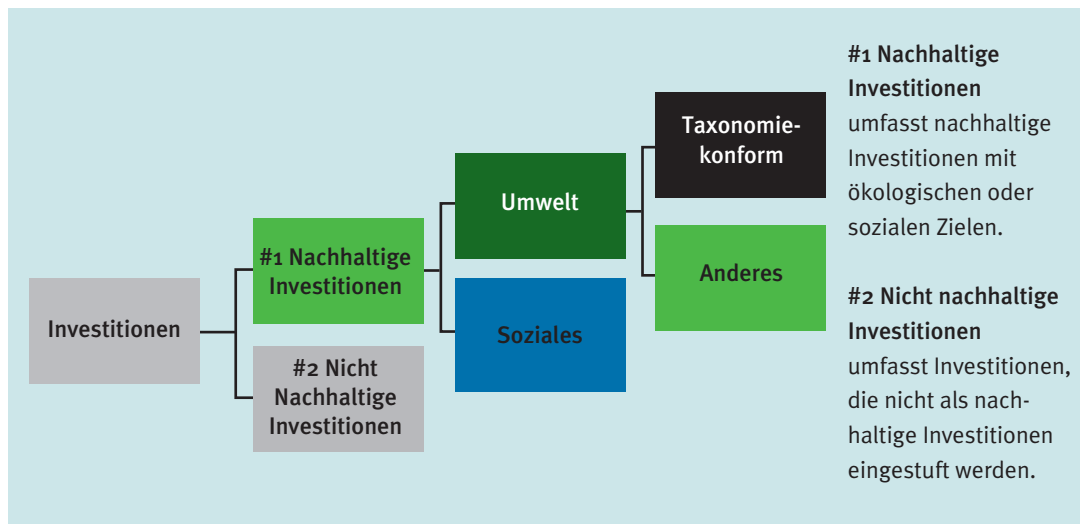 Investitionen
#1 Nachhaltige
Investitionen
#2 Nicht
Nachhaltige
Investitionen
Umwelt
Soziales
Taxonomie-
konform
Anderes
#1 Nachhaltige
Investitionen
umfasst nachhaltige
Investitionen mit
ökologischen oder
sozialen Zielen.
#2 Nicht nachhaltige
Investitionen
umfasst Investitionen,
die nicht als nach-
haltige Investitionen
eingestuft werden.